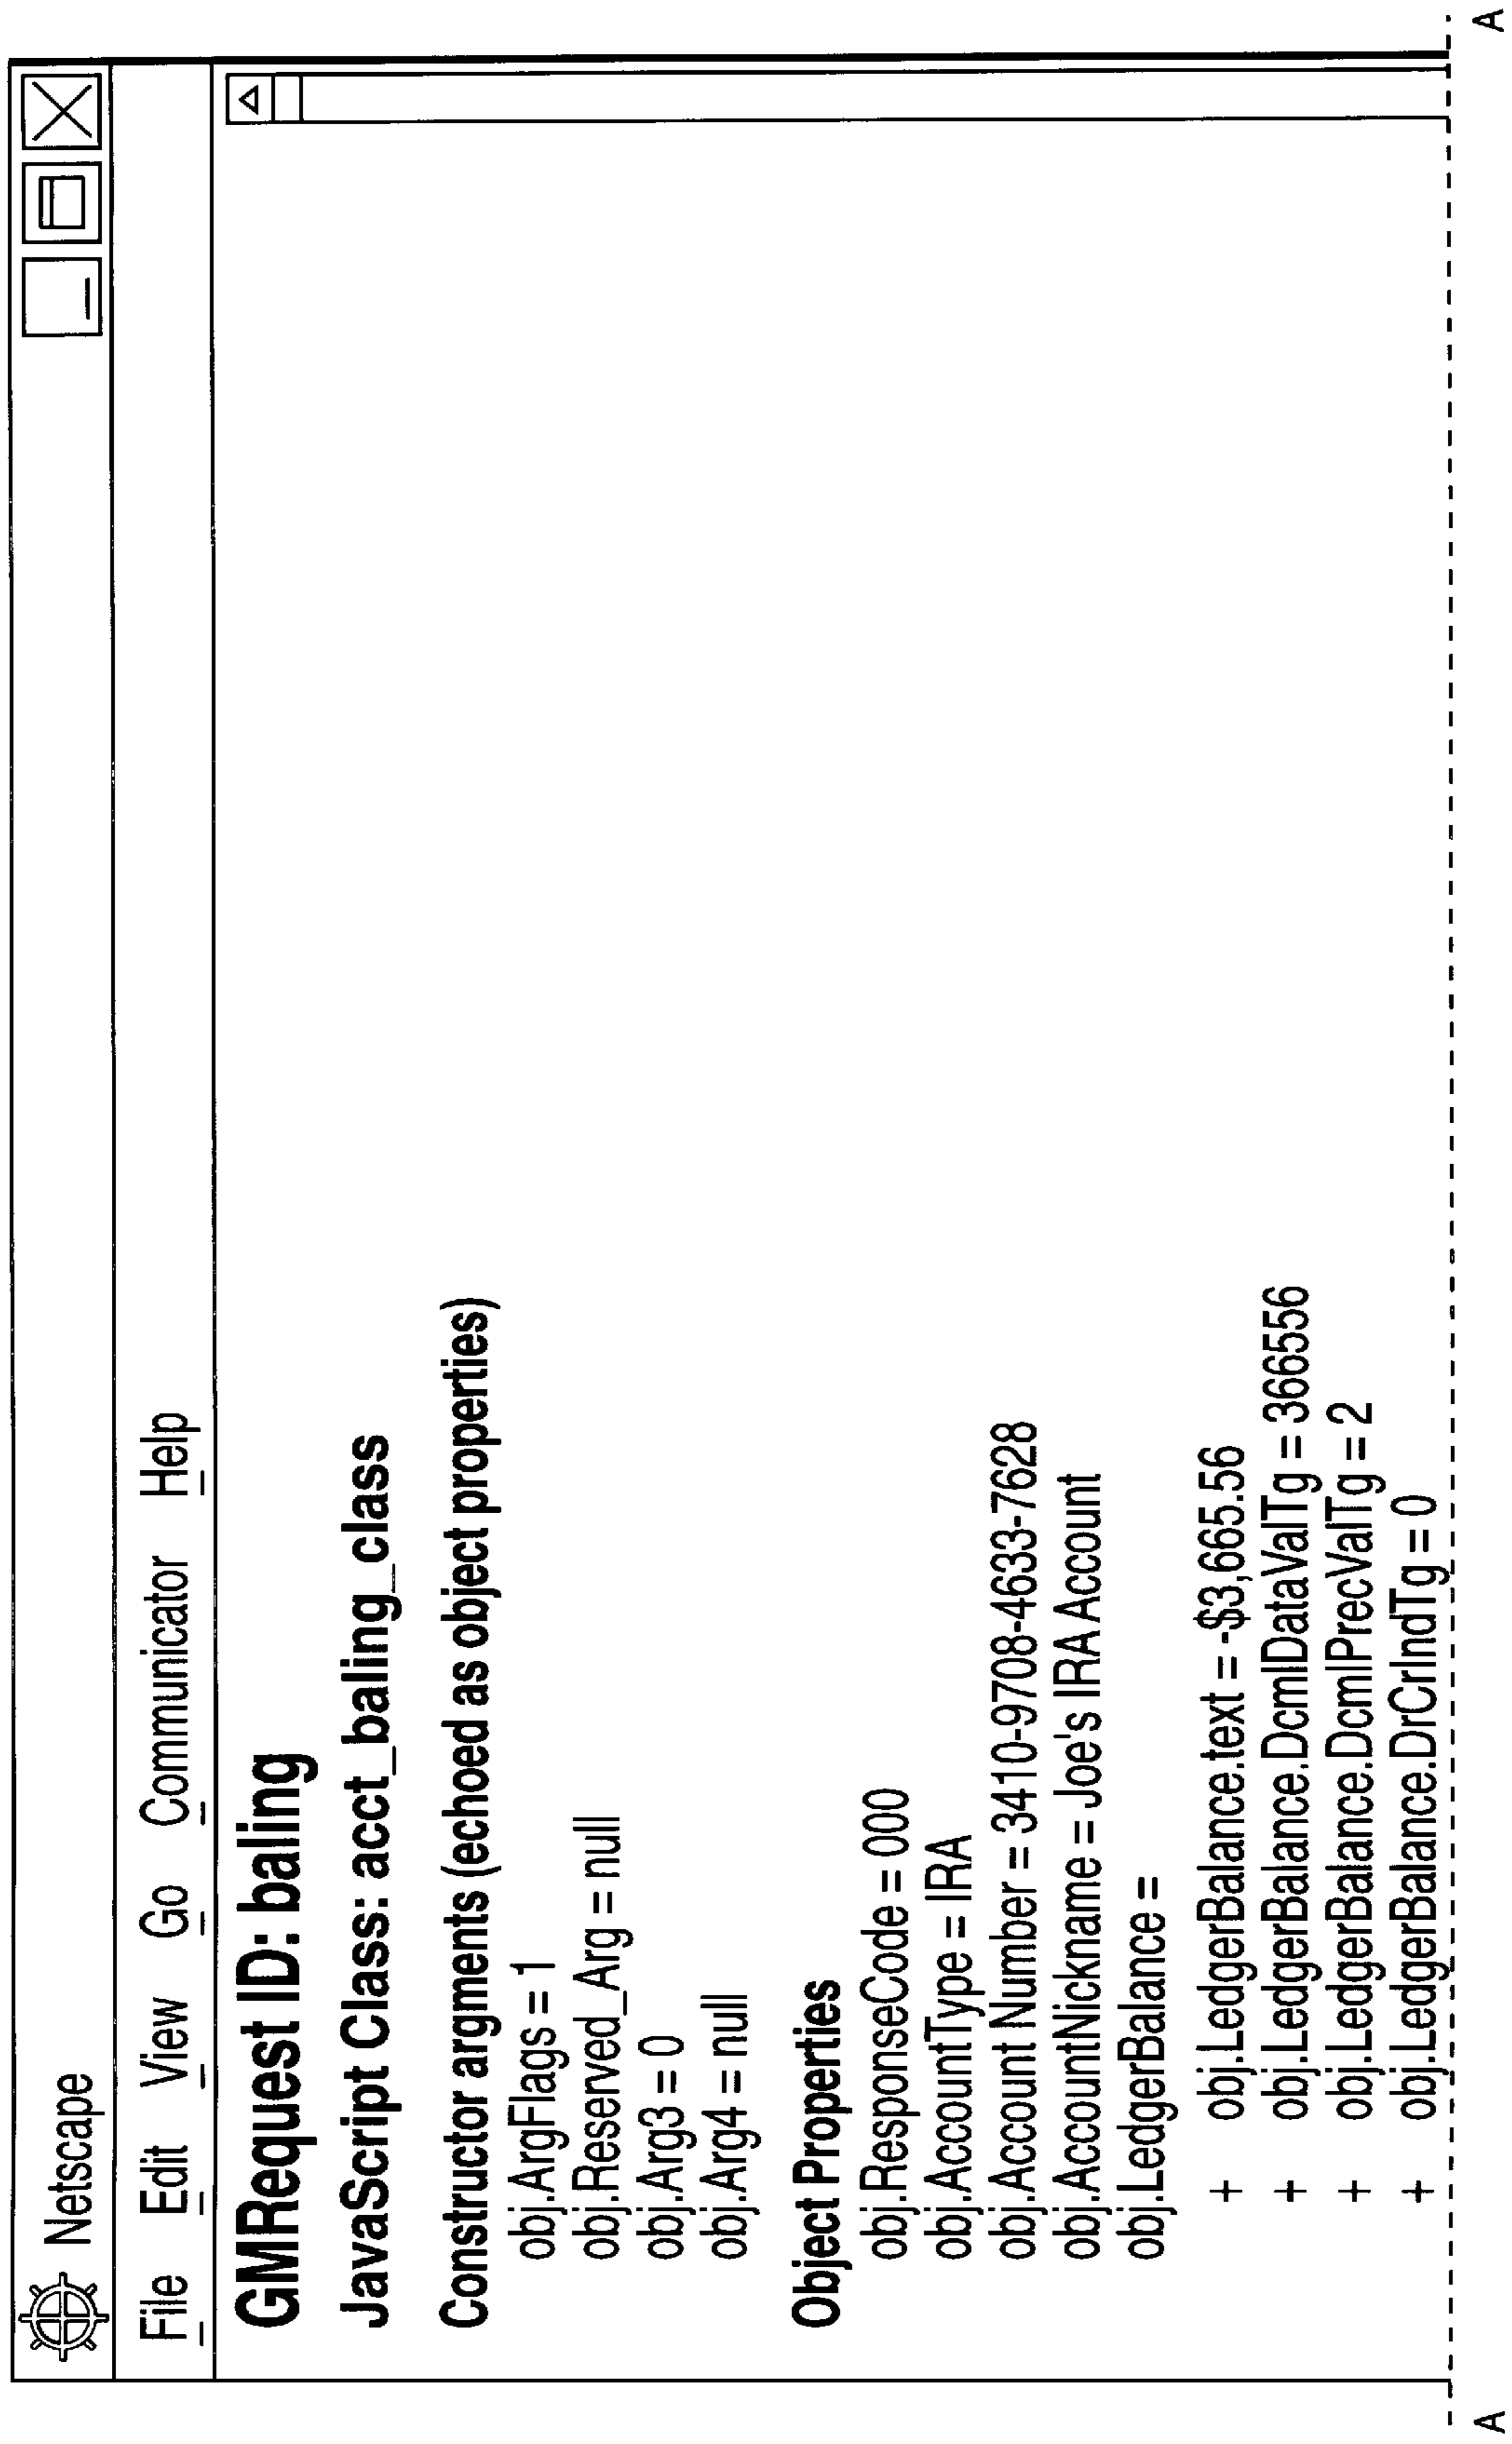 Netscape
File Edit View Go Communicator Help
GMRequest ID: baling
JavaScript Class: acct_baling_class
Constructor argments (echoed as object properties)
obj.ArgFlags = 1
obj.Reserved_Arg = null
obj.Arg3 = 0
obj.Arg4 = null
Object Properties
obj.ResponseCode = 000
obj.AccountType = IRA
obj.Account Number = 3410-9708-4633-7628
obj.AccountNickname = Joe's IRA Account
obj.LedgerBalance =
+ obj.LedgerBalance.text = -$3,665.56
+ obj.LedgerBalance.DcmlDataValTg = 366556
+ obj.LedgerBalance.DcmlPrecValTg = 2
+ obj.LedgerBalance.DrCrIndTg = 0
A A